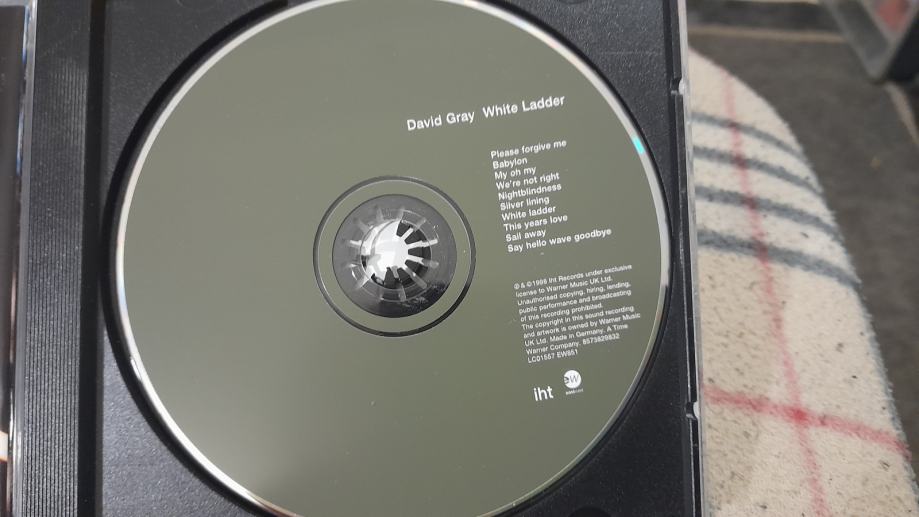 David Gray White Ladder
Please forgive me
Babylon
My oh my
We're not right
Nightblindness
Silver lining
White ladder
This years love
Sail away
Say hello wave goodbye
℗ & ©1998 Iht Records under exclusive
license to Warner Music UK Ltd.
Unauthorised copying, hiring, lending,
public performance and broadcasting
of this recording prohibited.
The copyright in this sound recording
and artwork is owned by Warner Music
UK Ltd. Made in Germany. A Time
Warner Company. 8573829832
LC01557 EW851
iht
ew